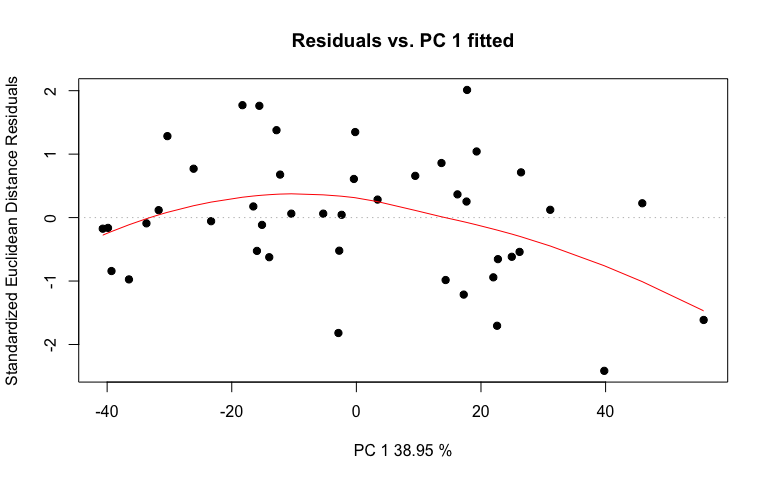 Residuals vs. PC 1 fitted
Standardized Euclidean Distance Residuals
2
1
0
-1
-2
-40 -20 0 20 40
PC 1 38.95 %